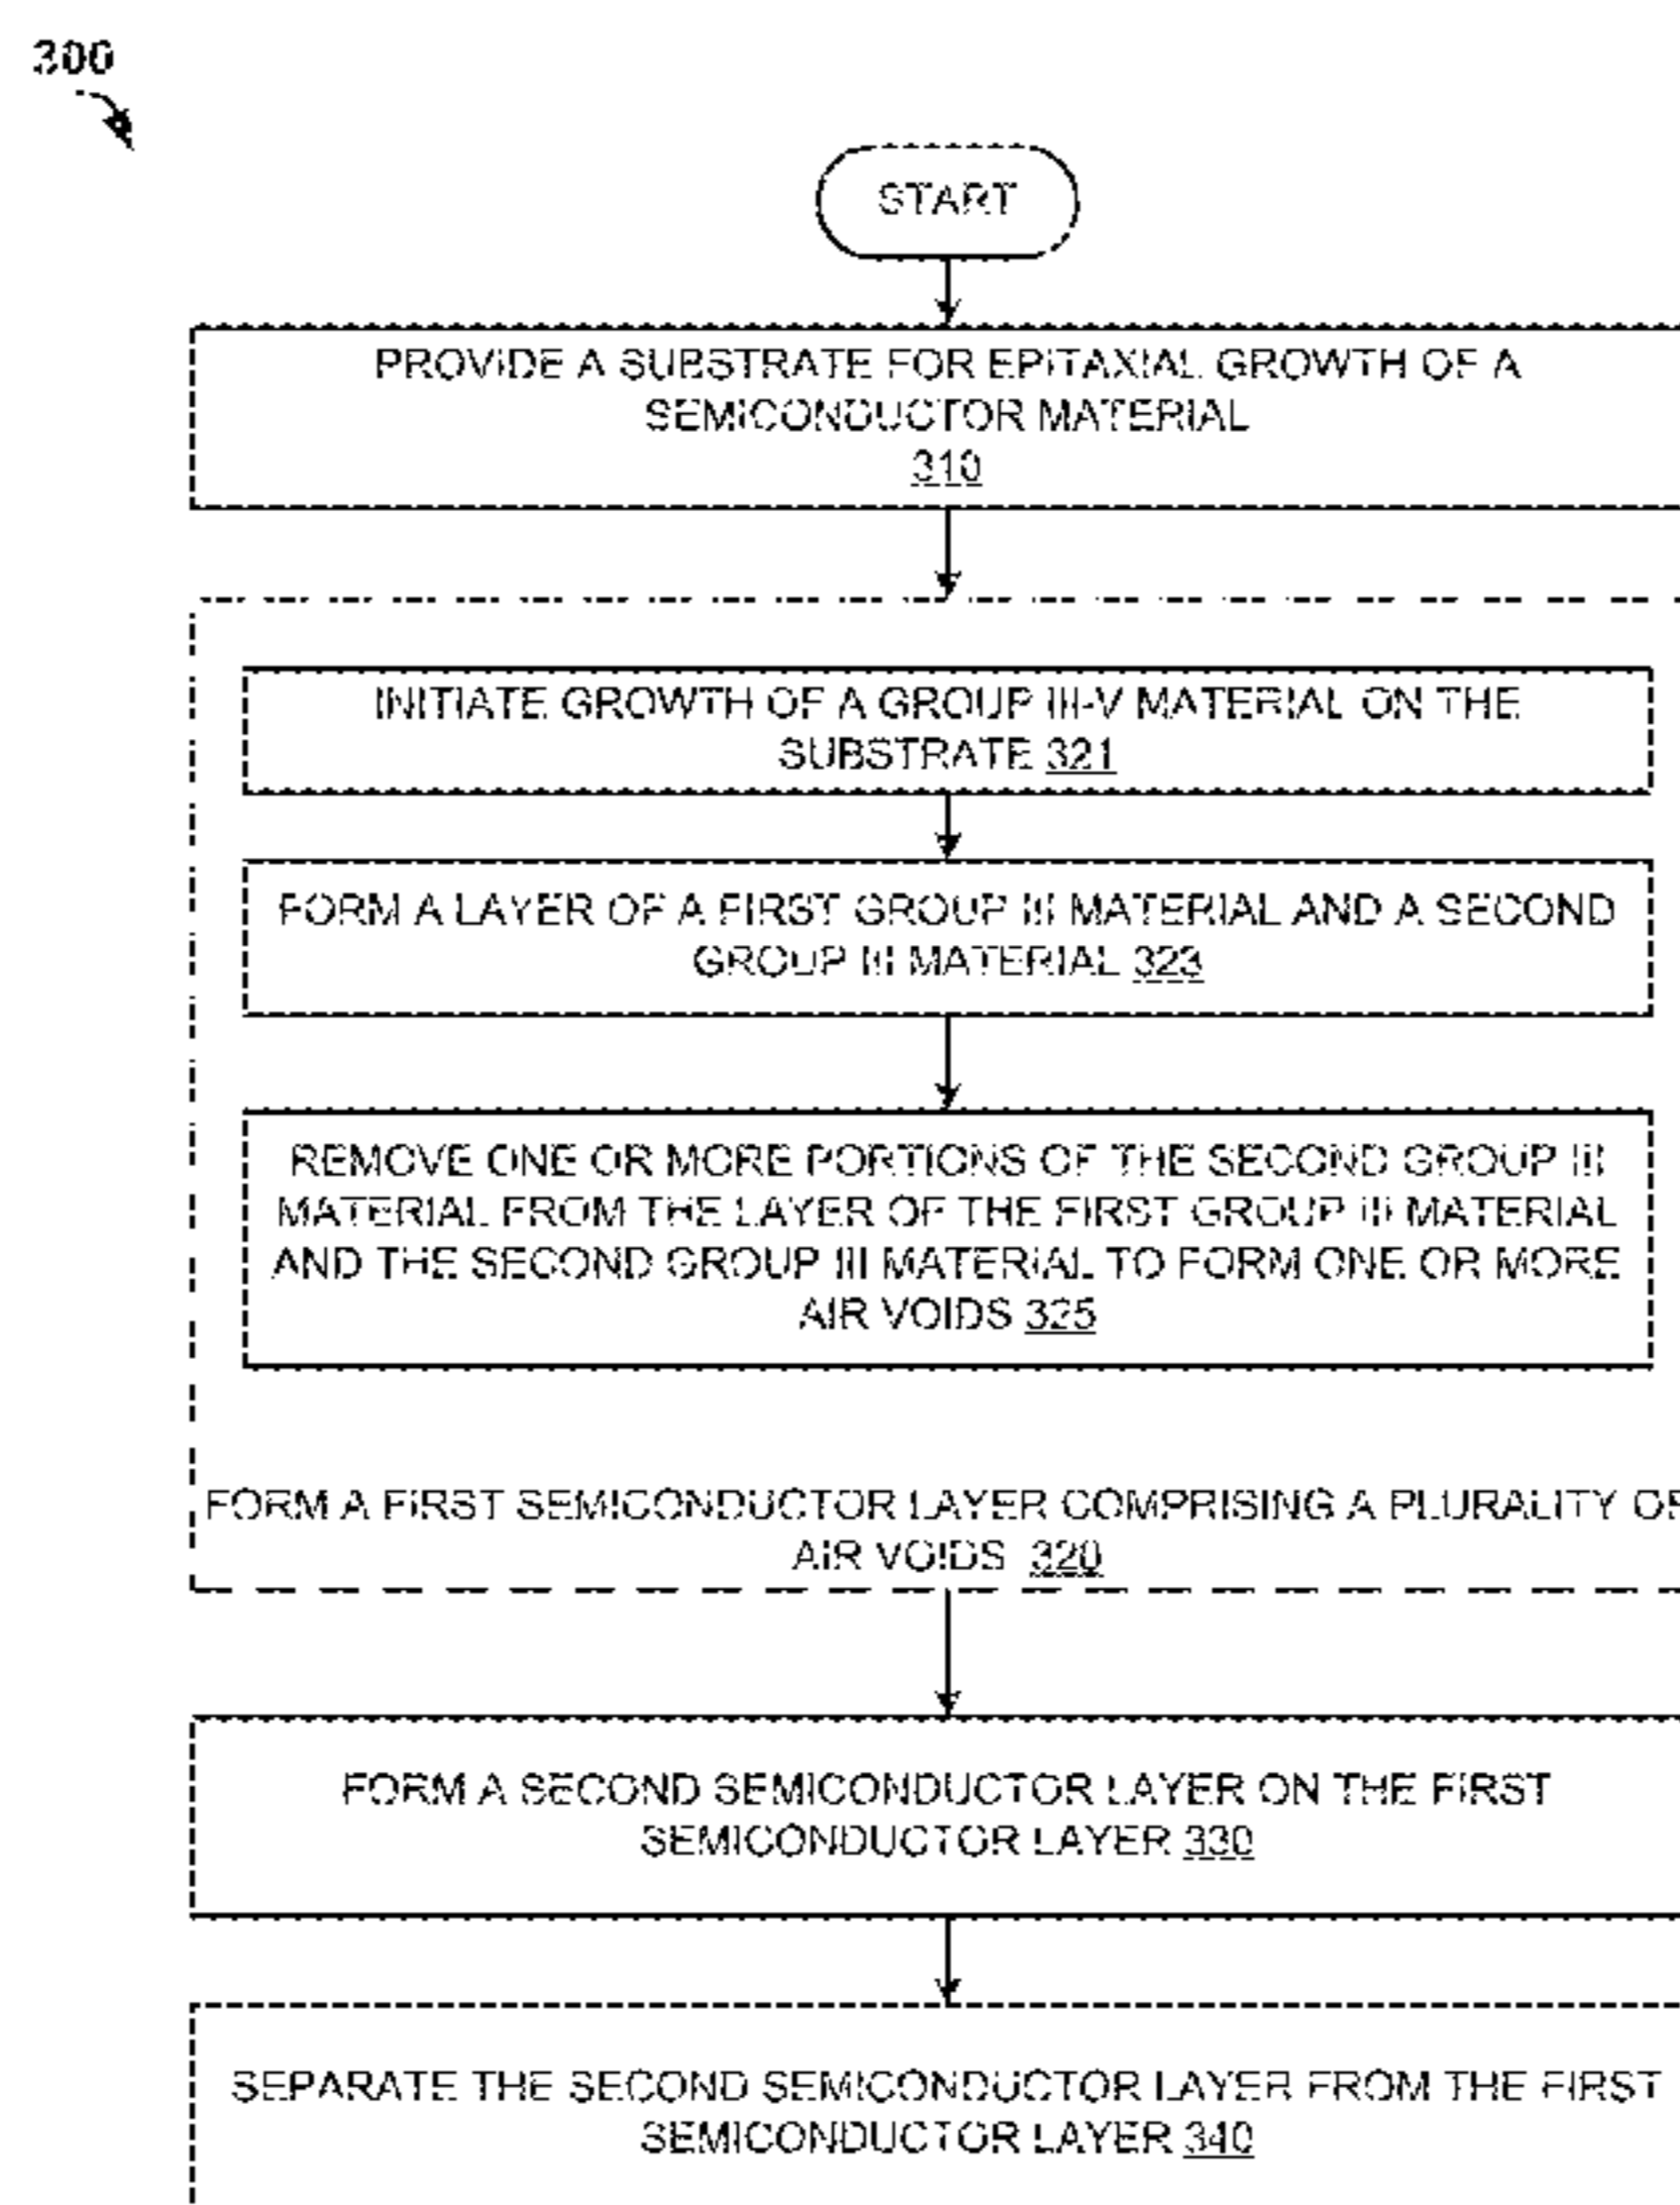 300
START
PROVIDE A SUBSTRATE FOR EPITAXIAL GROWTH OF A
SEMICONDUCTOR MATERIAL
310
INITIATE GROWTH OF A GROUP III-V MATERIAL ON THE
SUBSTRATE 321
FORM A LAYER OF A FIRST GROUP III MATERIAL AND A SECOND
GROUP III MATERIAL 323
REMOVE ONE OR MORE PORTIONS OF THE SECOND GROUP III
MATERIAL FROM THE LAYER OF THE FIRST GROUP III MATERIAL
AND THE SECOND GROUP III MATERIAL TO FORM ONE OR MORE
AIR VOIDS 325
FORM A FIRST SEMICONDUCTOR LAYER COMPRISING A PLURALITY OF
AIR VOIDS 320
FORM A SECOND SEMICONDUCTOR LAYER ON THE FIRST
SEMICONDUCTOR LAYER 330
SEPARATE THE SECOND SEMICONDUCTOR LAYER FROM THE FIRST
SEMICONDUCTOR LAYER 340